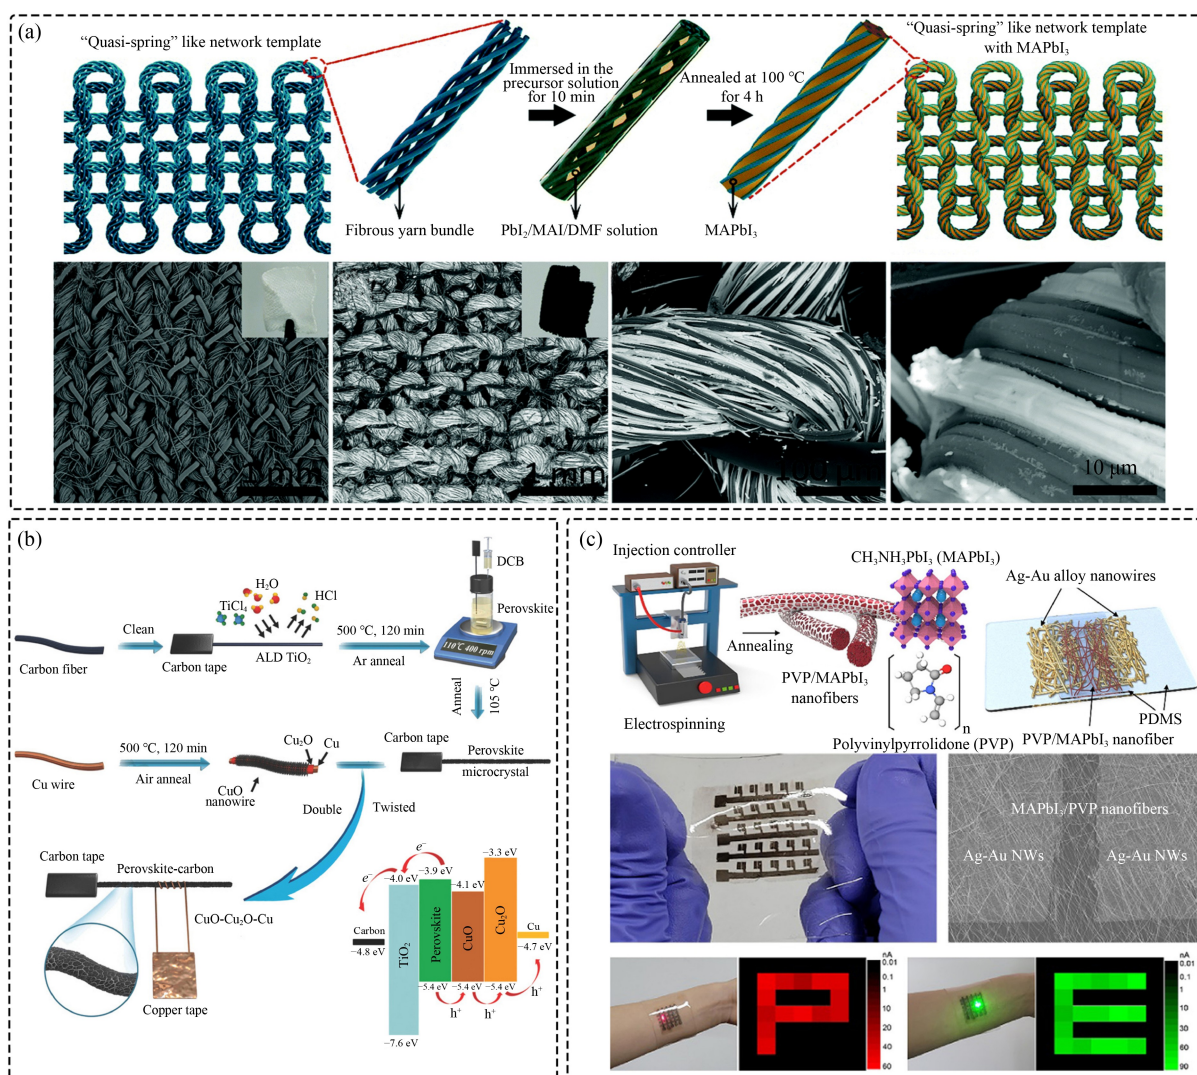 (a)
“Quasi-spring” like network template
Immersed in the
precursor solution
for 10 min
Annealed at 100 ℃
for 4 h
“Quasi-spring” like network template
with MAPbI₃
Fibrous yarn bundle
PbI₂/MAI/DMF solution
MAPbI₃
1 mm
1 mm
100 μm
10 μm
(b)
DCB
Perovskite
110℃ 400 rpm
H₂O
TiCl₄
HCl
Clean
500 ℃, 120 min
Ar anneal
Carbon fiber
Carbon tape
ALD TiO₂
Anneal
105 ℃
500 ℃, 120 min
Air anneal
Cu wire
Cu₂O
Cu
CuO
nanowire
Carbon tape
Perovskite
microcrystal
Double
Twisted
Carbon tape
Perovskite-carbon
CuO-Cu₂O-Cu
Copper tape
e⁻
e⁻
−3.3 eV
−3.9 eV
−4.0 eV
−4.1 eV
Carbon
−4.8 eV
TiO₂
Perovskite
CuO
Cu₂O
Cu
−4.7 eV
−5.4 eV
−5.4 eV
−5.4 eV
h⁺
h⁺
h⁺
−7.6 eV
(c)
Injection controller
Electrospinning
Annealing
PVP/MAPbI₃
nanofibers
CH₃NH₃PbI₃ (MAPbI₃)
n
Polyvinylpyrrolidone (PVP)
Ag-Au alloy nanowires
PDMS
PVP/MAPbI₃ nanofiber
MAPbI₃/PVP nanofibers
Ag-Au NWs
Ag-Au NWs
P
nA
0.01
0.1
1
10
40
60
E
nA
0.01
0.1
1
10
30
60
90